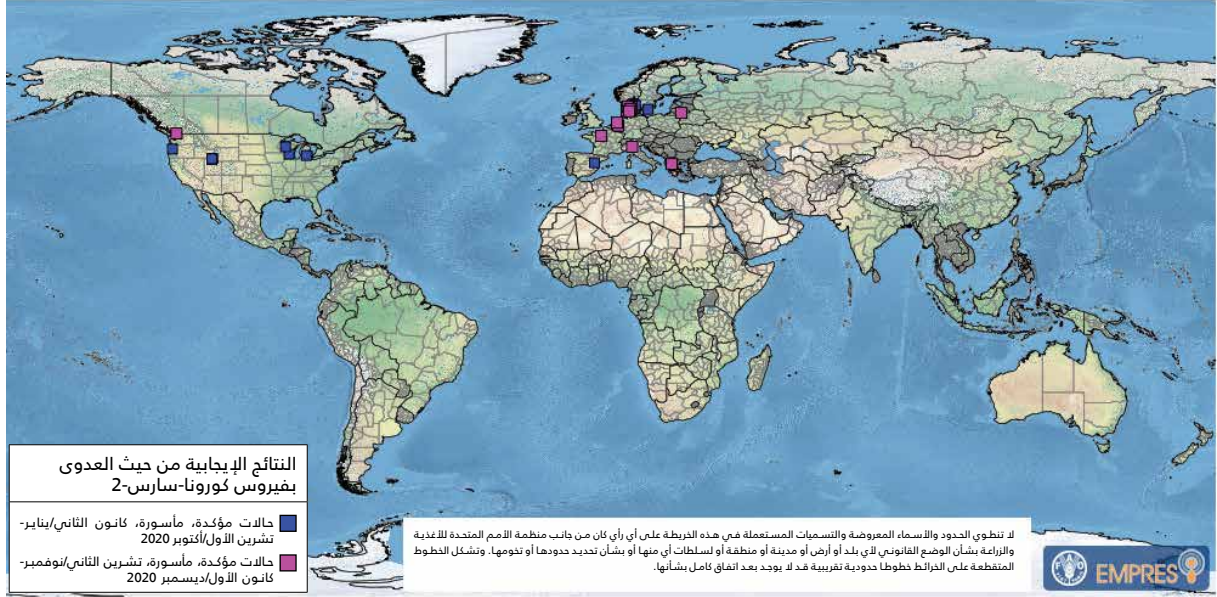 النتائج الإيجابية من حيث العدوى
بفيروس كورونا-سارس-2
حالات مؤكدة، مأسورة، كانون الثاني/يناير-
تشرين الأول/أكتوبر 2020
حالات مؤكدة، مأسورة، تشرين الثاني/نوفمبر-
كانون الأول/ديسمبر 2020
لا تنطوي الحدود والأسماء المعروضة والتسميات المستعملة في هذه الخريطة على أي رأي كان من جانب منظمة الأمم المتحدة للأغذية
والزراعة بشأن الوضع القانوني لأي بلد أو أرض أو مدينة أو منطقة أو لسلطات أي منها أو بشأن تحديد حدودها أو تخومها. وتشكل الخطوط
المتقطعة على الخرائط خطوطا حدودية تقريبية قد لا يوجد بعد اتفاق كامل بشأنها.
FAO EMPRES